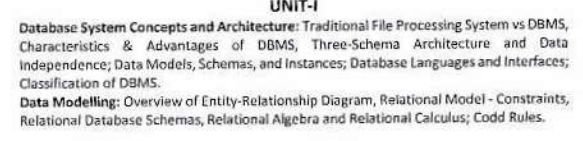 UNIT-I
Database System Concepts and Architecture: Traditional File Processing System vs DBMS,
Characteristics & Advantages of DBMS, Three-Schema Architecture and Data
Independence; Data Models, Schemas, and Instances; Database Languages and Interfaces;
Classification of DBMS.
Data Modelling: Overview of Entity-Relationship Diagram, Relational Model - Constraints,
Relational Database Schemas, Relational Algebra and Relational Calculus; Codd Rules.